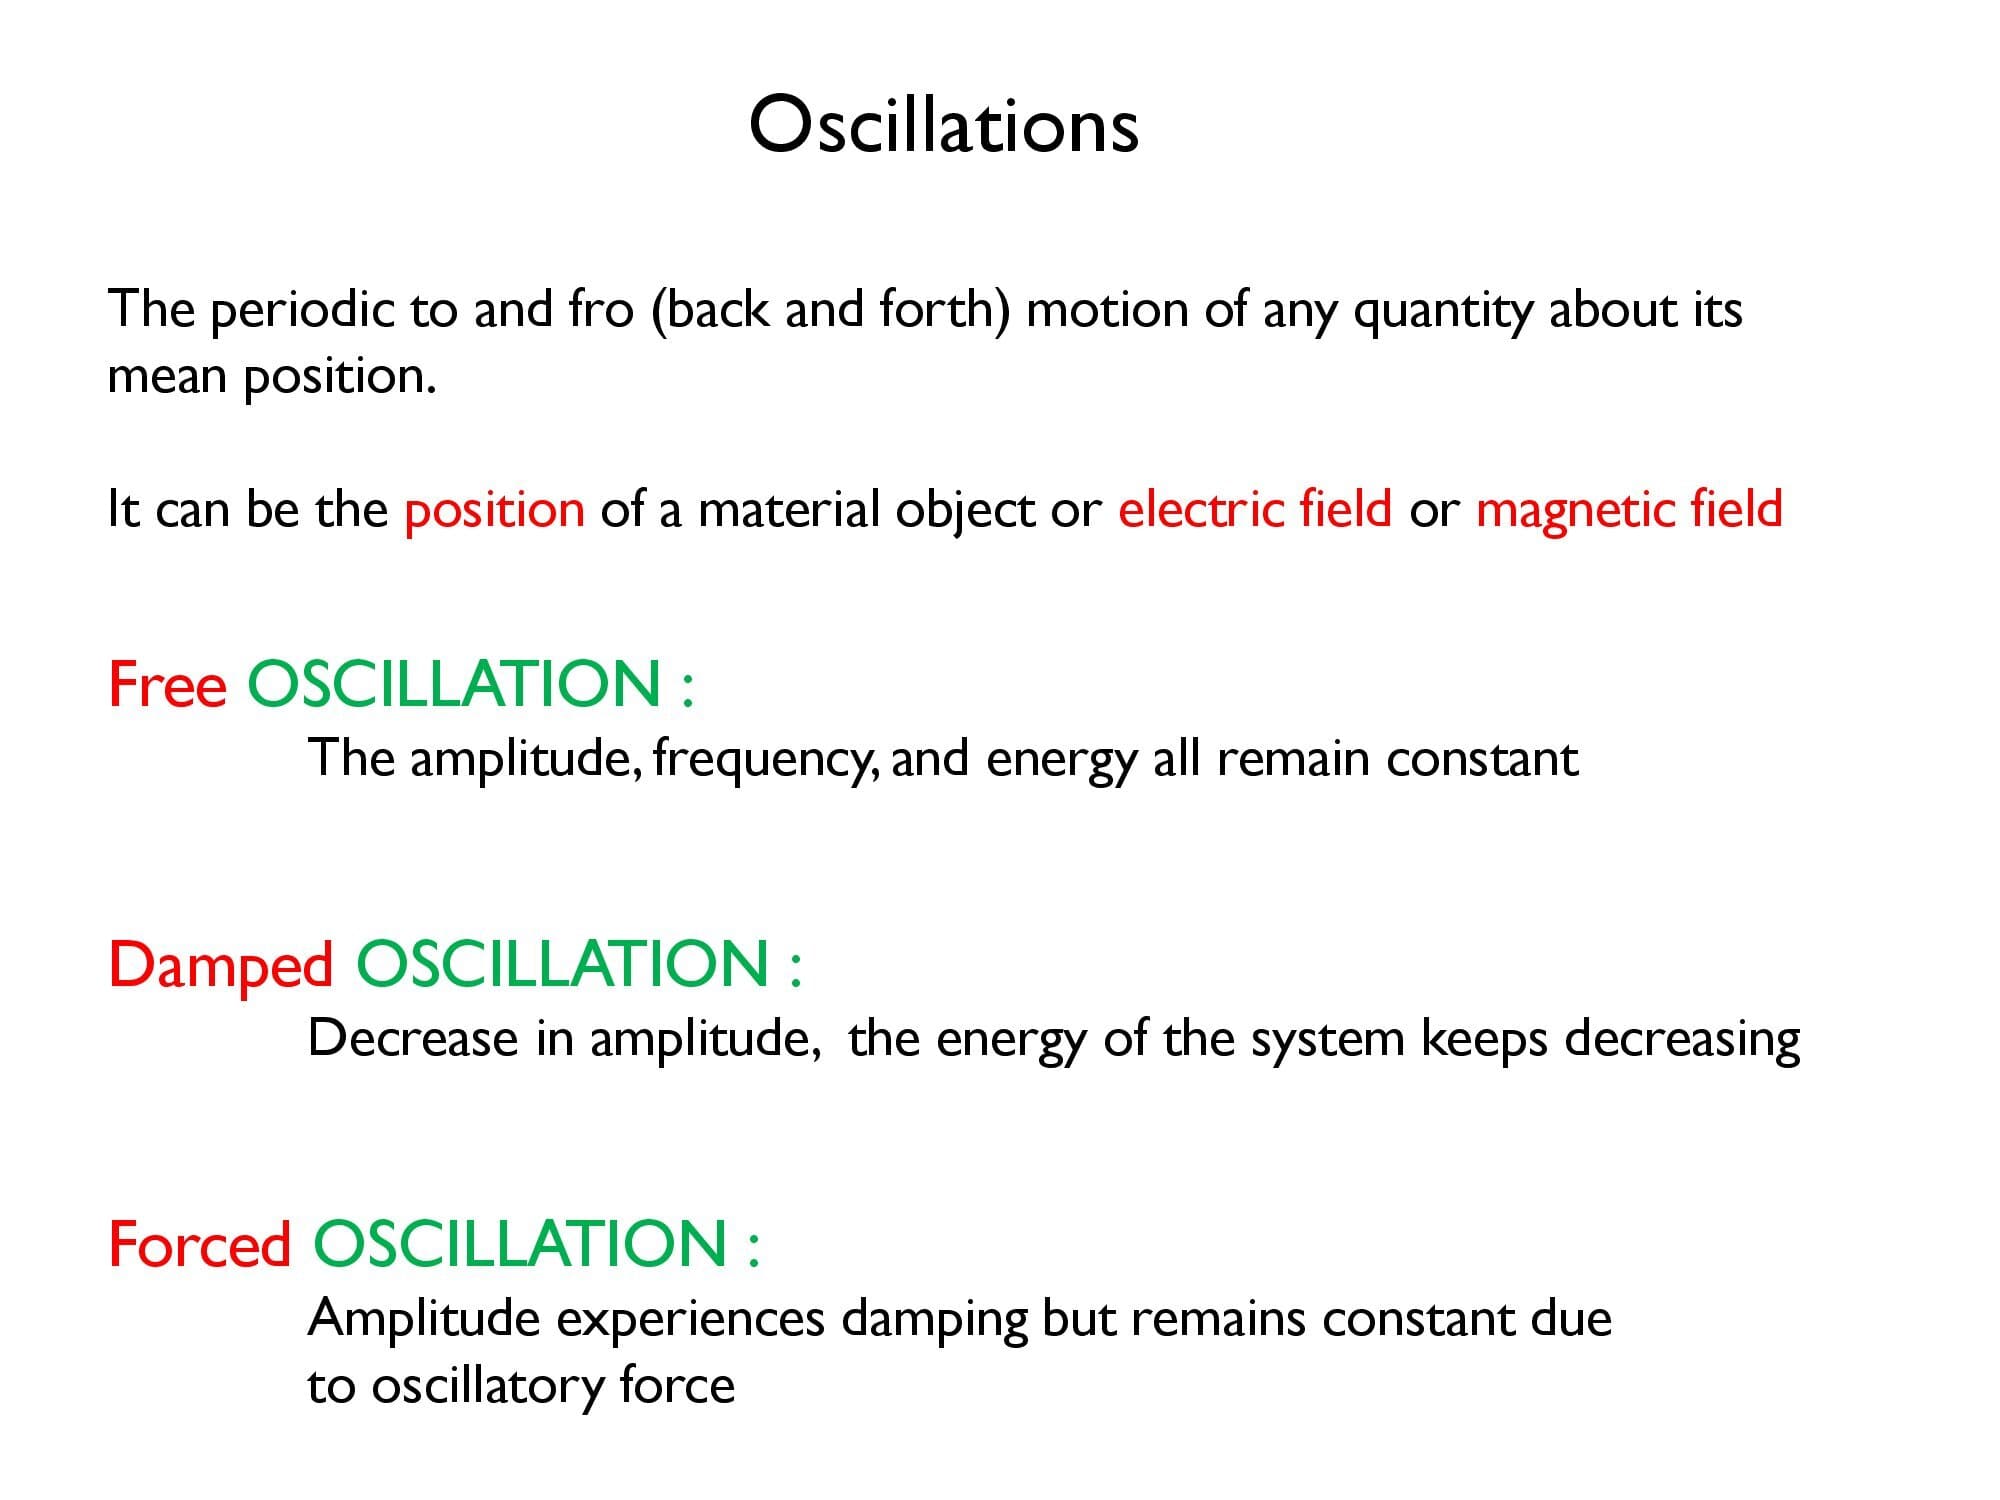 Oscillations
The periodic to and fro (back and forth) motion of any quantity about its
mean position.
It can be the position of a material object or electric field or magnetic field
Free OSCILLATION :
The amplitude, frequency, and energy all remain constant
Damped OSCILLATION :
Decrease in amplitude,  the energy of the system keeps decreasing
Forced OSCILLATION :
Amplitude experiences damping but remains constant due
to oscillatory force